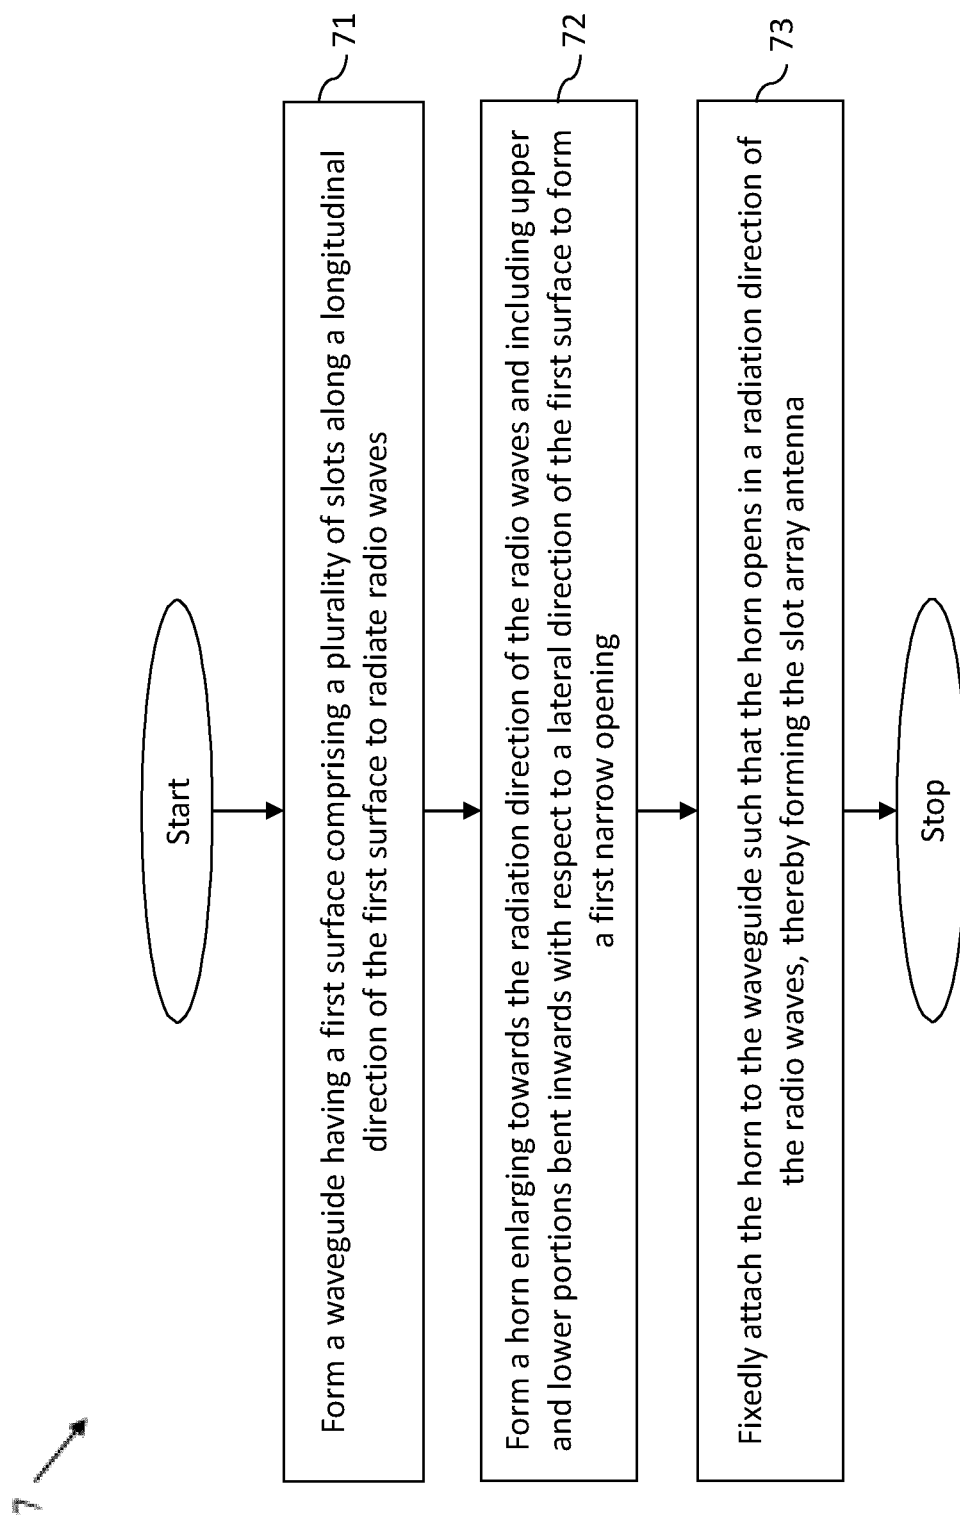 7
Start
71
Form a waveguide having a first surface comprising a plurality of slots along a longitudinal
direction of the first surface to radiate radio waves
72
Form a horn enlarging towards the radiation direction of the radio waves and including upper
and lower portions bent inwards with respect to a lateral direction of the first surface to form
a first narrow opening
73
Fixedly attach the horn to the waveguide such that the horn opens in a radiation direction of
the radio waves, thereby forming the slot array antenna
Stop